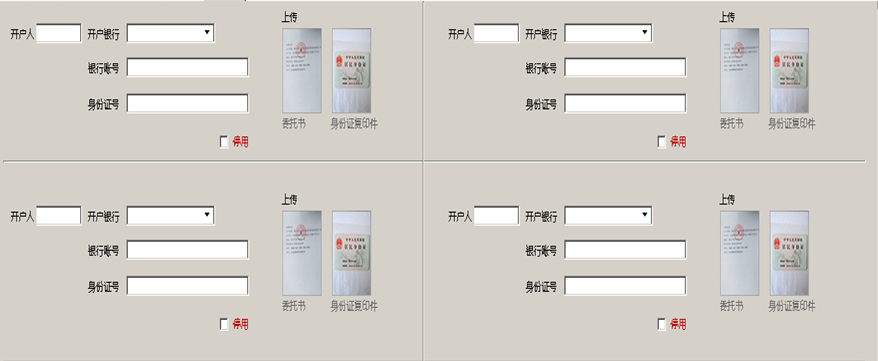 上传
开户人 开户银行
银行账号
身份证号
委托书 身份证复印件
停用
上传
开户人 开户银行
银行账号
身份证号
委托书 身份证复印件
停用
上传
开户人 开户银行
银行账号
身份证号
委托书 身份证复印件
停用
上传
开户人 开户银行
银行账号
身份证号
委托书 身份证复印件
停用